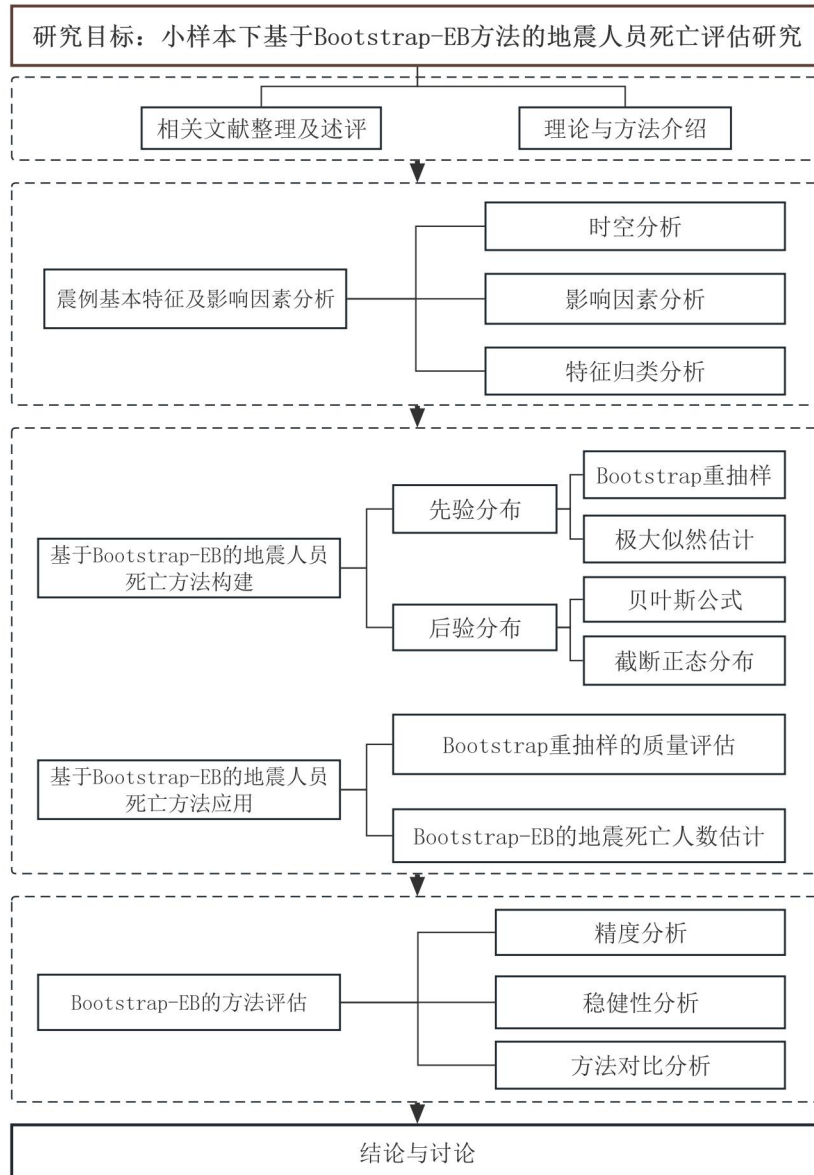 研究目标：小样本下基于Bootstrap-EB方法的地震人员死亡评估研究
相关文献整理及述评
理论与方法介绍
震例基本特征及影响因素分析
时空分析
影响因素分析
特征归类分析
基于Bootstrap-EB的地震人员
死亡方法构建
先验分布
Bootstrap重抽样
极大似然估计
后验分布
贝叶斯公式
截断正态分布
基于Bootstrap-EB的地震人员
死亡方法应用
Bootstrap重抽样的质量评估
Bootstrap-EB的地震死亡人数估计
Bootstrap-EB的方法评估
精度分析
稳健性分析
方法对比分析
结论与讨论